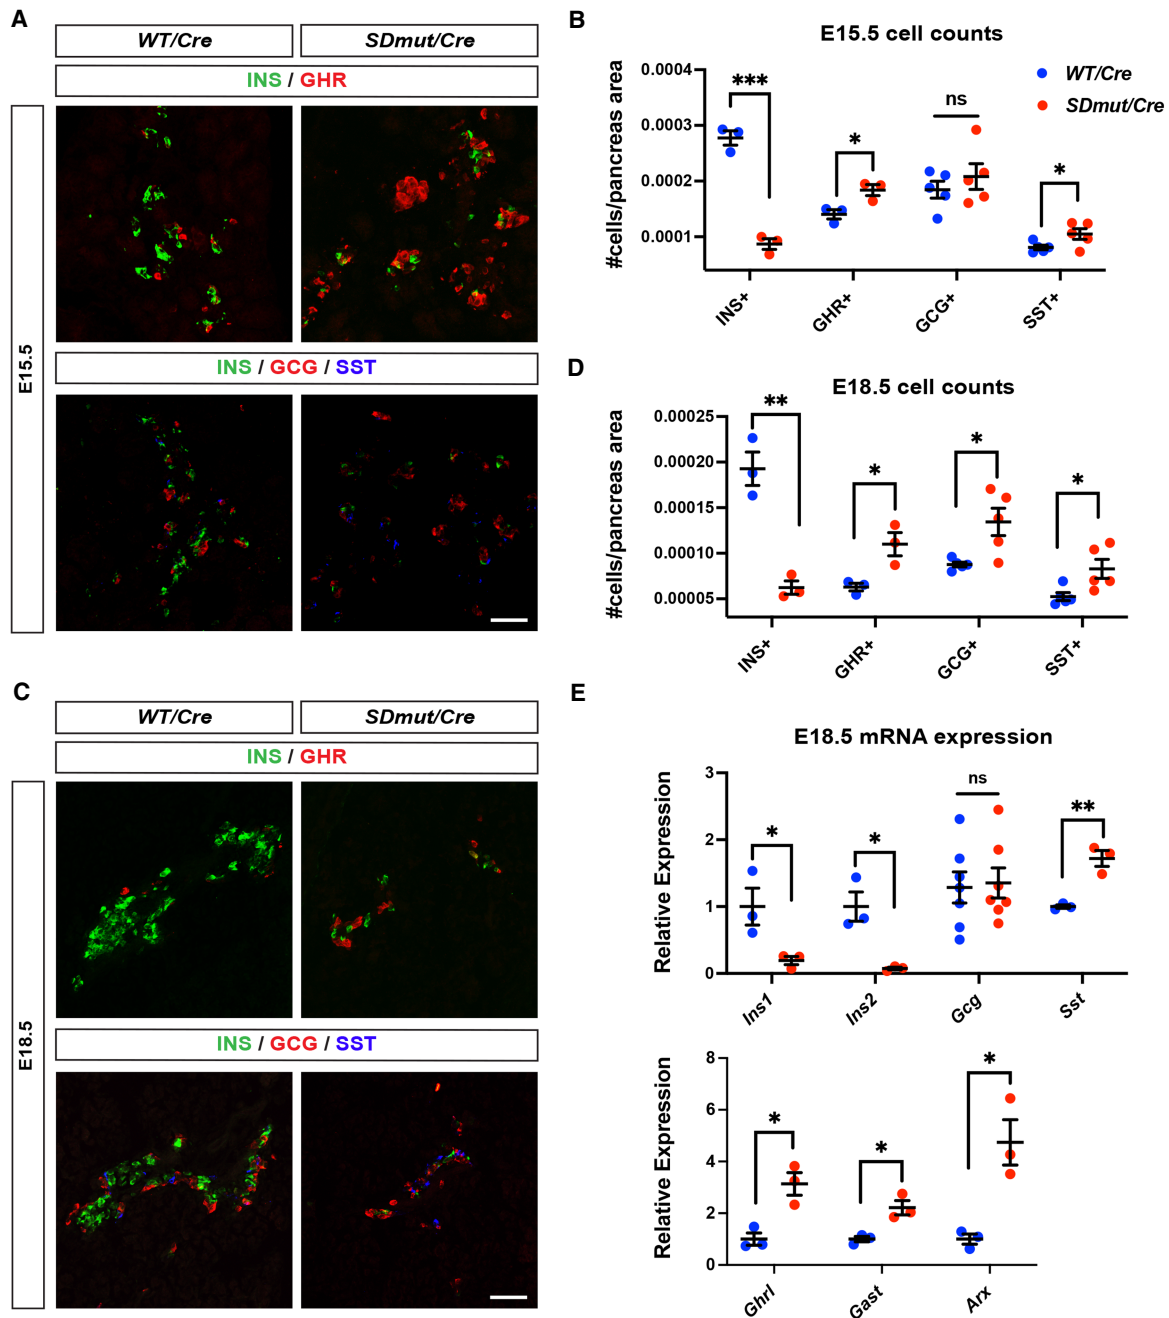 A
WT/Cre
SDmut/Cre
INS / GHR
E15.5
INS / GCG / SST
B
E15.5 cell counts
#cells/pancreas area
0.0004
0.0003
0.0002
0.0001
***
*
ns
*
WT/Cre
SDmut/Cre
INS+
GHR+
GCG+
SST+
C
WT/Cre
SDmut/Cre
INS / GHR
E18.5
INS / GCG / SST
D
E18.5 cell counts
#cells/pancreas area
0.00025
0.00020
0.00015
0.00010
0.00005
**
*
*
*
INS+
GHR+
GCG+
SST+
E
E18.5 mRNA expression
Relative Expression
3
2
1
0
*
*
ns
**
Ins1
Ins2
Gcg
Sst
Relative Expression
8
6
4
2
0
*
*
*
Ghrl
Gast
Arx